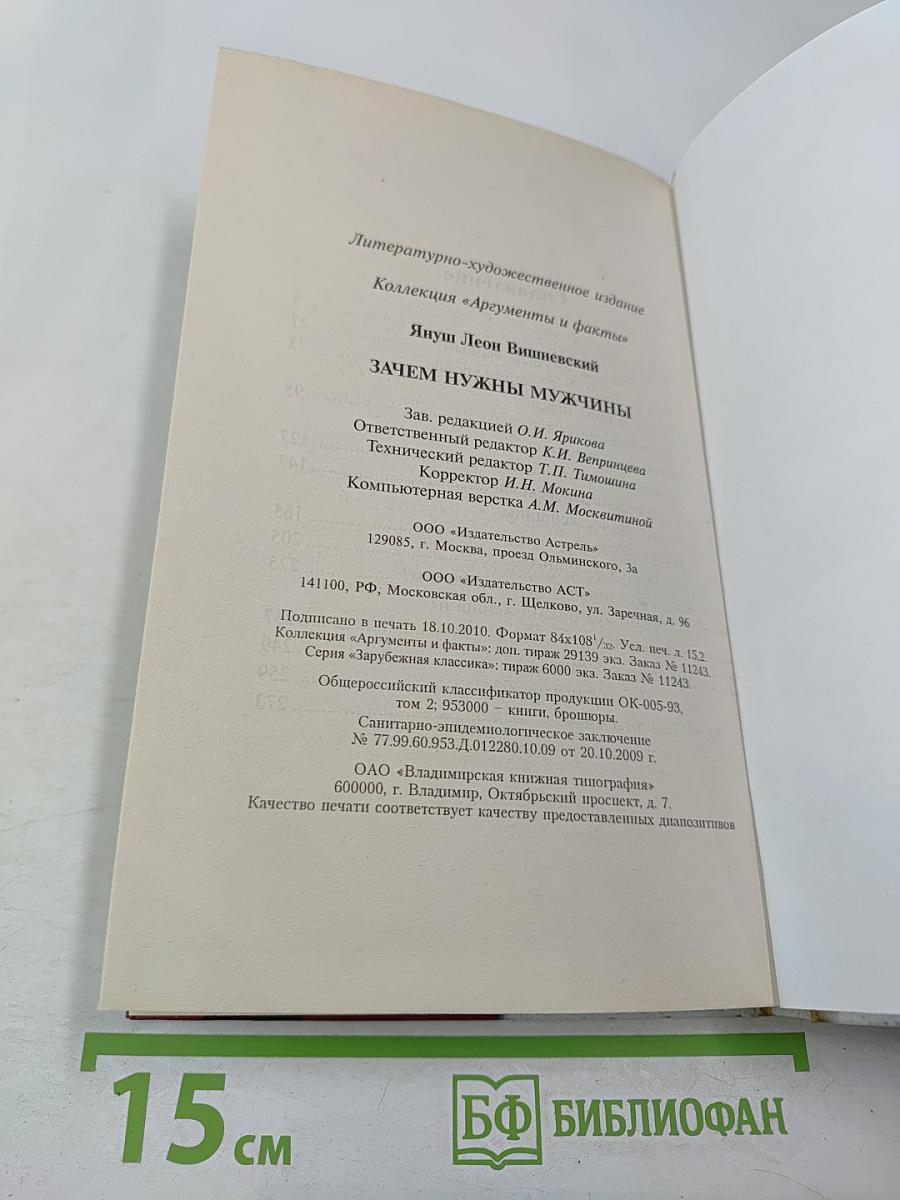 Литературно-художественное издание
Коллекция «Аргументы и факты»
Януш Леон Вишневский
ЗАЧЕМ НУЖНЫ МУЖЧИНЫ
Зав. редакцией О.И. Ярикова
Ответственный редактор К.И. Вепринцева
Технический редактор Т.П. Тимошина
Корректор И.Н. Мокина
Компьютерная верстка А.М. Москвитиной
ООО «Издательство Астрель»
129085, г. Москва, проезд Ольминского, 3а
ООО «Издательство АСТ»
141100, РФ, Московская обл., г. Щелково, ул. Заречная, д. 96
Подписано в печать 18.10.2010. Формат 84х108¹/₃₂. Усл. печ. л. 15,2.
Коллекция «Аргументы и факты»: доп. тираж 29139 экз. Заказ № 11243.
Серия «Зарубежная классика»: тираж 6000 экз. Заказ № 11243.
Общероссийский классификатор продукции ОК-005-93,
том 2; 953000 – книги, брошюры.
Санитарно-эпидемиологическое заключение
№ 77.99.60.953.Д.012280.10.09 от 20.10.2009 г.
ОАО «Владимирская книжная типография»
600000, г. Владимир, Октябрьский проспект, д. 7.
Качество печати соответствует качеству предоставленных диапозитивов
15 см
БФ БИБЛИОФАН